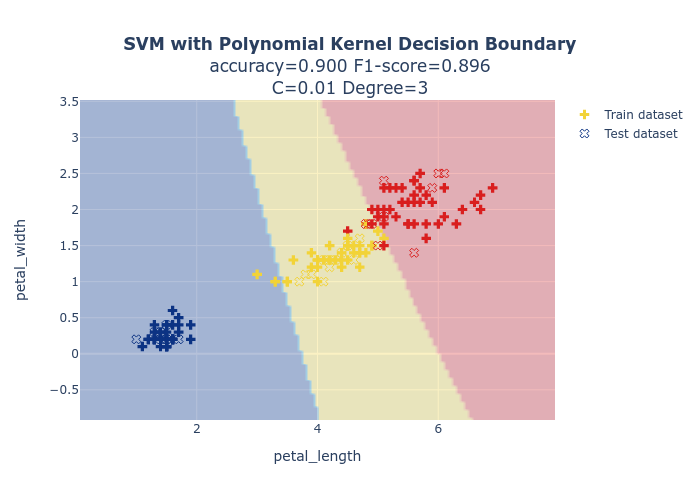 SVM with Polynomial Kernel Decision Boundary
accuracy=0.900 F1-score=0.896
C=0.01 Degree=3
3.5
3
2.5
2
1.5
1
0.5
0
−0.5
petal_width
2
4
6
petal_length
Train dataset
Test dataset